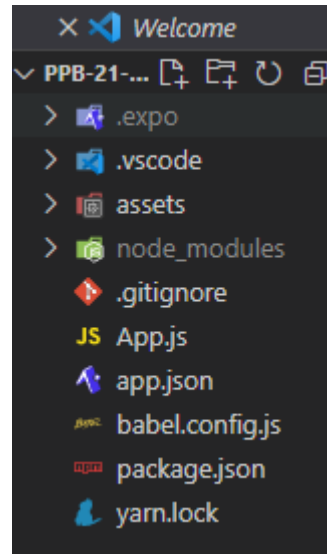 Welcome
PPB-21-...
.expo
.vscode
assets
node_modules
.gitignore
JS App.js
app.json
babel.config.js
package.json
yarn.lock